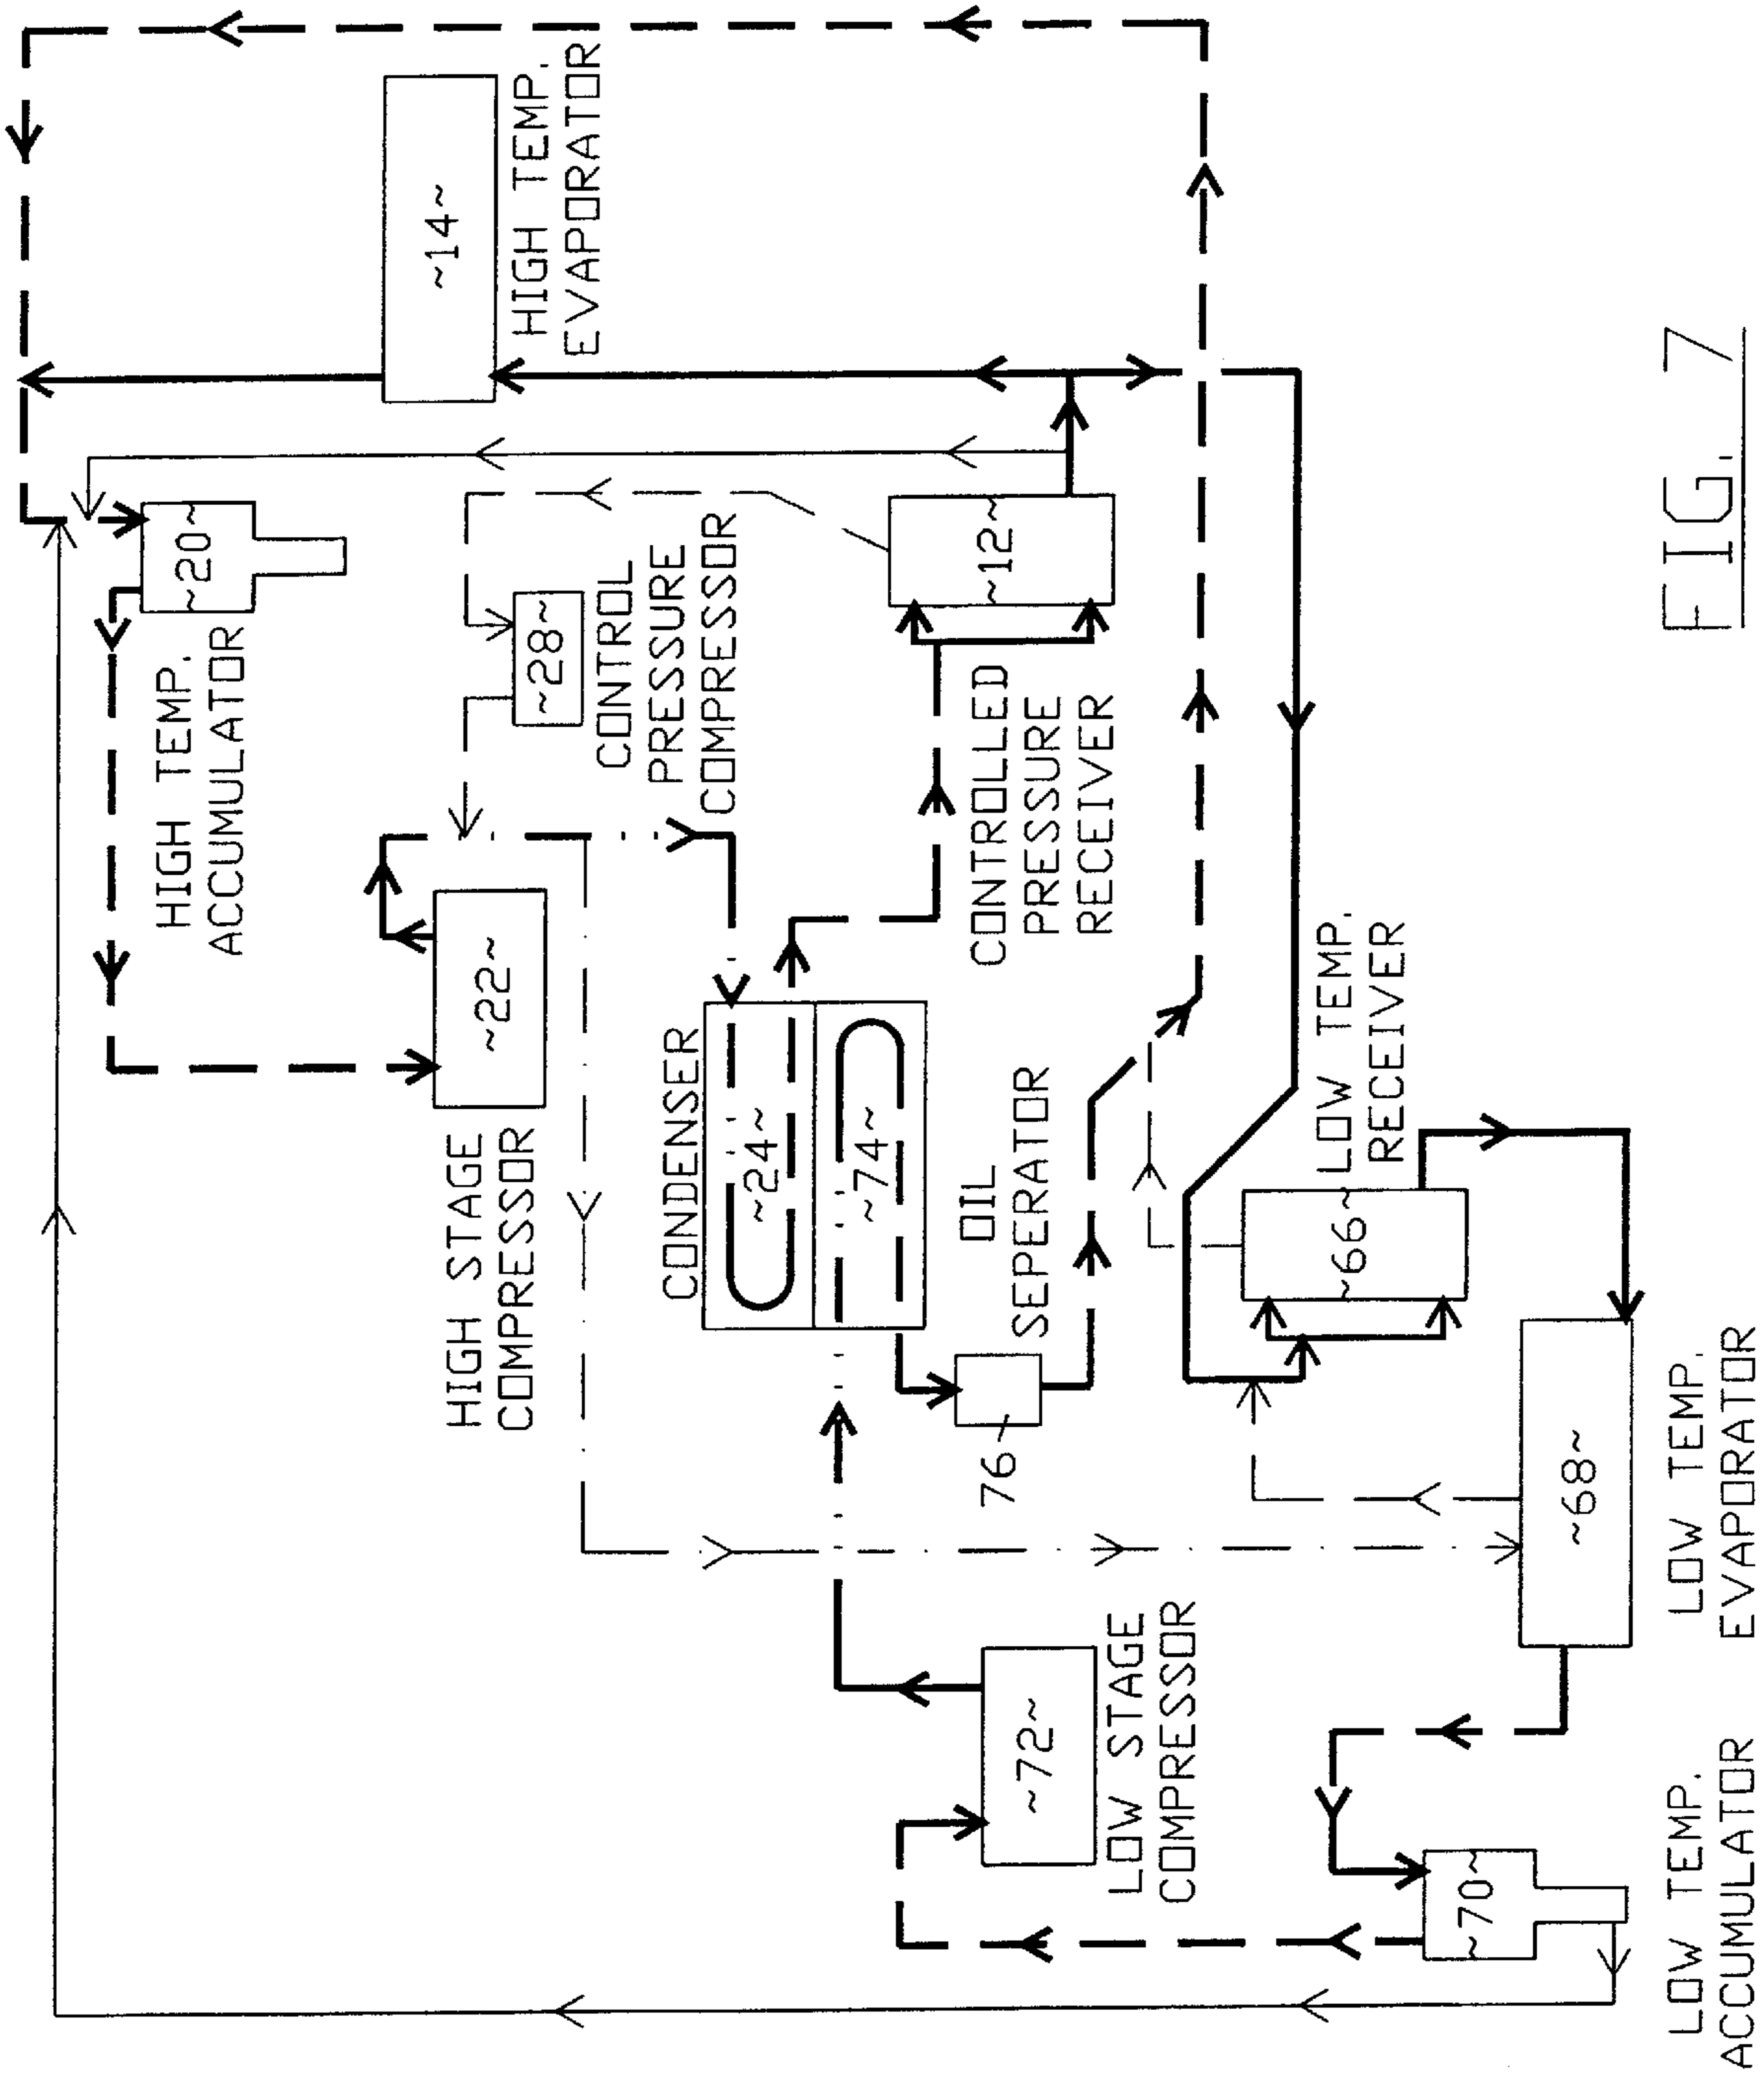 ~14~
HIGH TEMP.
EVAPORATOR
~20~
HIGH TEMP.
ACCUMULATOR
~28~
CONTROL
PRESSURE
COMPRESSOR
~12~
CONTROLLED
PRESSURE
RECEIVER
~22~
HIGH STAGE
COMPRESSOR
CONDENSER
~24~
~74~
OIL
SEPERATOR
76
LOW TEMP.
RECEIVER
~66~
~68~
LOW TEMP.
EVAPORATOR
~72~
LOW STAGE
COMPRESSOR
~70~
LOW TEMP.
ACCUMULATOR
FIG. 7